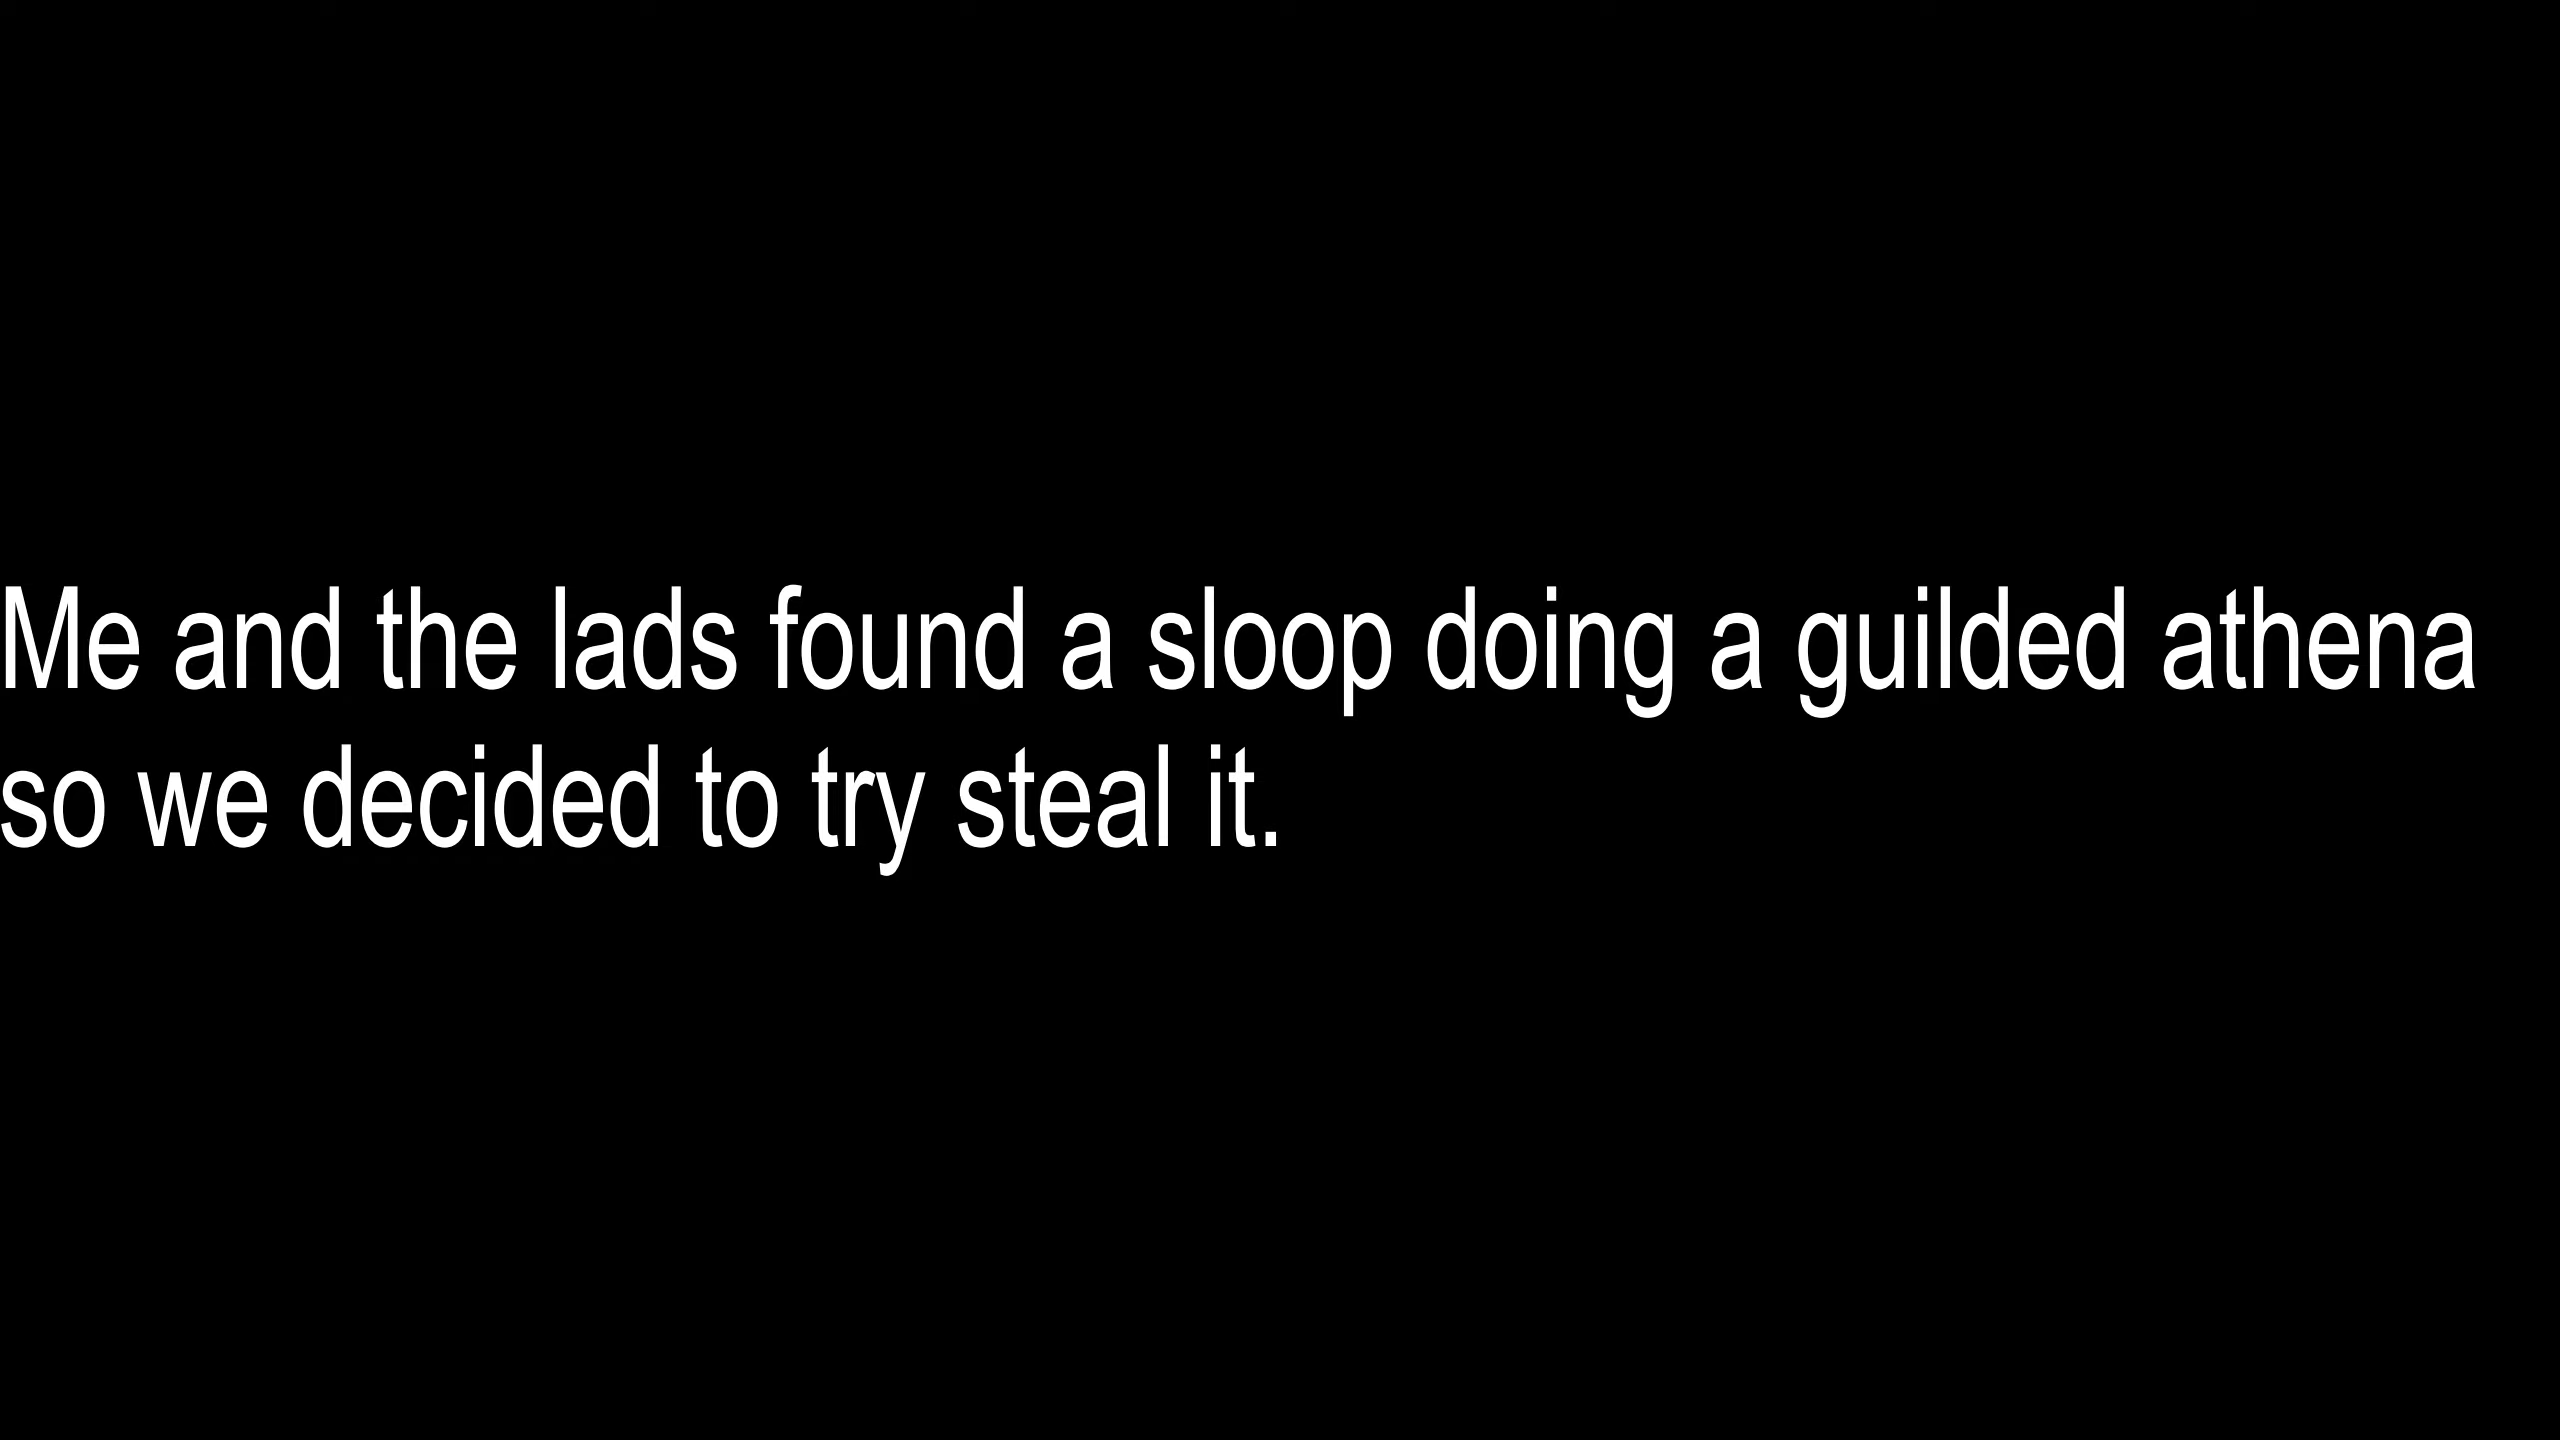 Me and the lads found a sloop doing a guilded athena
so we decided to try steal it.